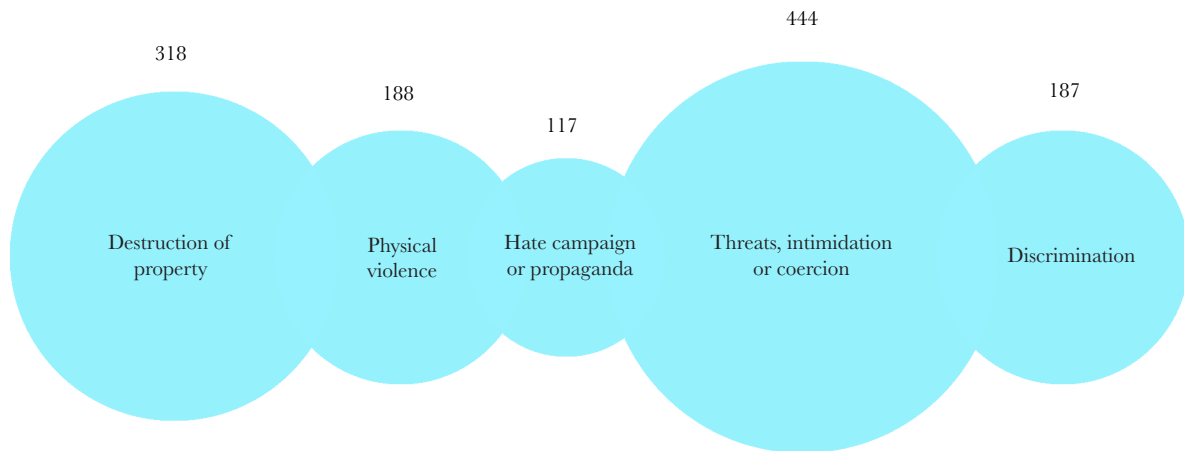 444
318
188
187
117
Destruction of
property
Physical
violence
Hate campaign
or propaganda
Threats, intimidation
or coercion
Discrimination